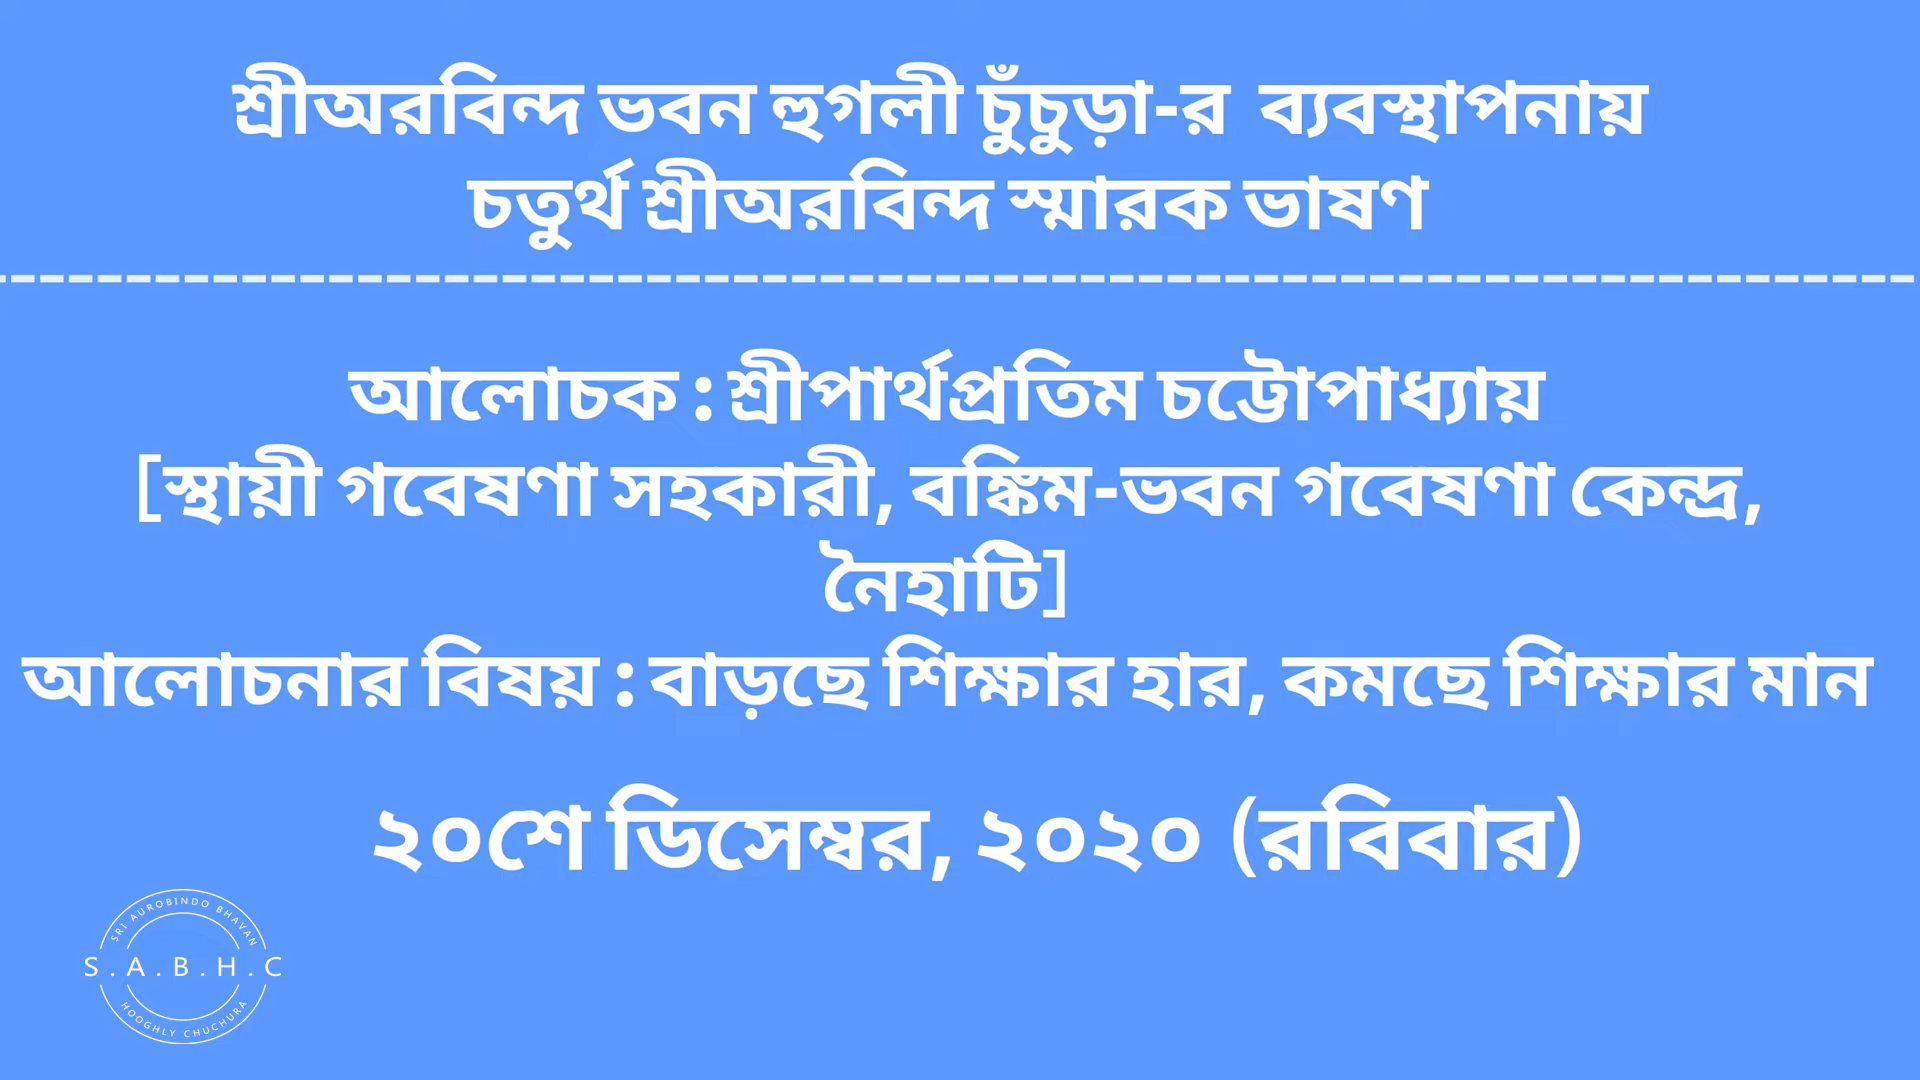 শ্রীঅরবিন্দ ভবন হুগলী চুঁচুড়া-র ব্যবস্থাপনায়
চতুর্থ শ্রীঅরবিন্দ স্মারক ভাষণ
আলোচক : শ্রীপার্থপ্রতিম চট্টোপাধ্যায়
[স্থায়ী গবেষণা সহকারী, বঙ্কিম-ভবন গবেষণা কেন্দ্র,
নৈহাটি]
আলোচনার বিষয় : বাড়ছে শিক্ষার হার, কমছে শিক্ষার মান
২০শে ডিসেম্বর, ২০২০ (রবিবার)
SRI AUROBINDO BHAVAN
S.A.B.H.C
HOOGHLY CHUCHURA